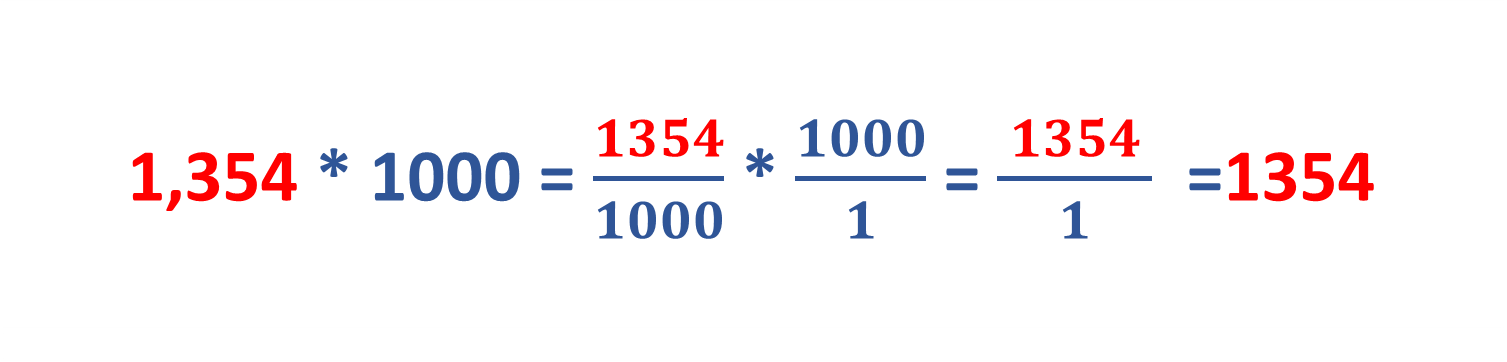 1,354 * 1000 = 1354/1000 * 1000/1 = 1354/1 =1354